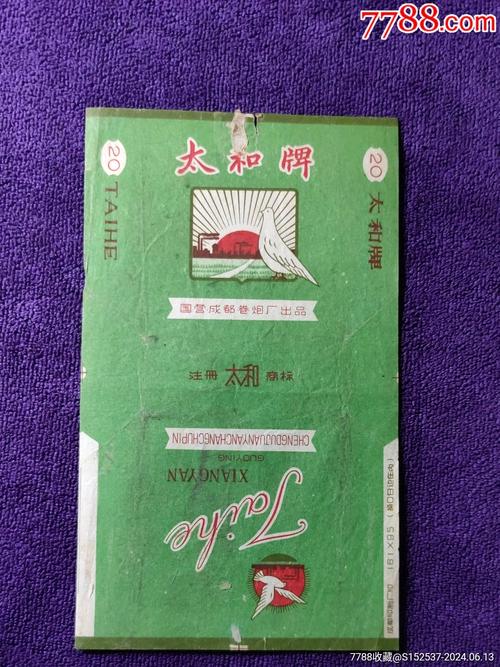 7788.com
太和牌
20 TAIHE
20 太和牌
国营成都卷烟厂出品
注册 太和 商标
CHENGDUJUANYANCHANGCHUPIN
GUOYING
XIANGYAN
Taihe
181×95
7788收藏@S152537-2024.06.13